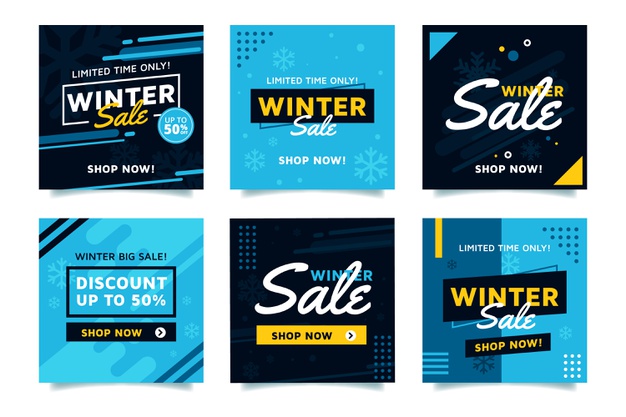 LIMITED TIME ONLY!
WINTER
Sale
UP TO
50%
OFF
SHOP NOW!
LIMITED TIME ONLY!
WINTER
Sale
SHOP NOW!
WINTER
Sale
SHOP NOW!
WINTER BIG SALE!
DISCOUNT
UP TO 50%
SHOP NOW
WINTER
Sale
SHOP NOW
LIMITED TIME ONLY!
WINTER
Sale
SHOP NOW!